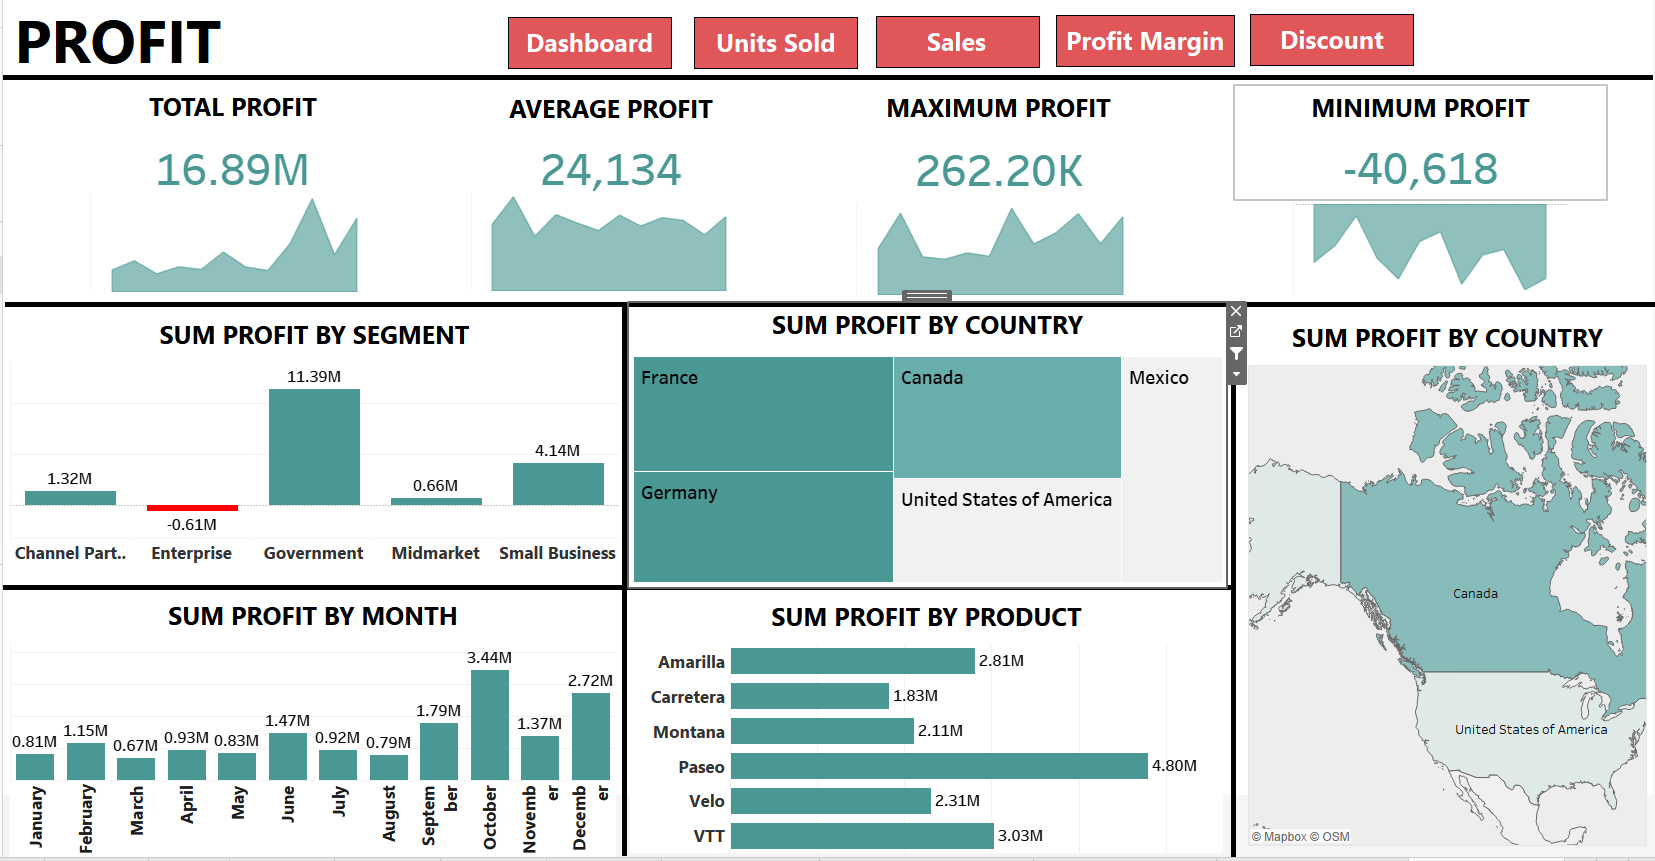 PROFIT
Dashboard
Units Sold
Sales
Profit Margin
Discount
TOTAL PROFIT
16.89M
AVERAGE PROFIT
24,134
MAXIMUM PROFIT
262.20K
MINIMUM PROFIT
-40,618
SUM PROFIT BY SEGMENT
11.39M
4.14M
1.32M
0.66M
-0.61M
Channel Part..
Enterprise
Government
Midmarket
Small Business
SUM PROFIT BY COUNTRY
France
Canada
Mexico
Germany
United States of America
SUM PROFIT BY COUNTRY
Canada
United States of America
© Mapbox © OSM
SUM PROFIT BY MONTH
0.81M
1.15M
0.67M
0.93M
0.83M
1.47M
0.92M
0.79M
1.79M
3.44M
1.37M
2.72M
January
February
March
April
May
June
July
August
Septem
ber
October
Novemb
er
Decemb
er
SUM PROFIT BY PRODUCT
Amarilla 2.81M
Carretera 1.83M
Montana 2.11M
Paseo 4.80M
Velo 2.31M
VTT 3.03M